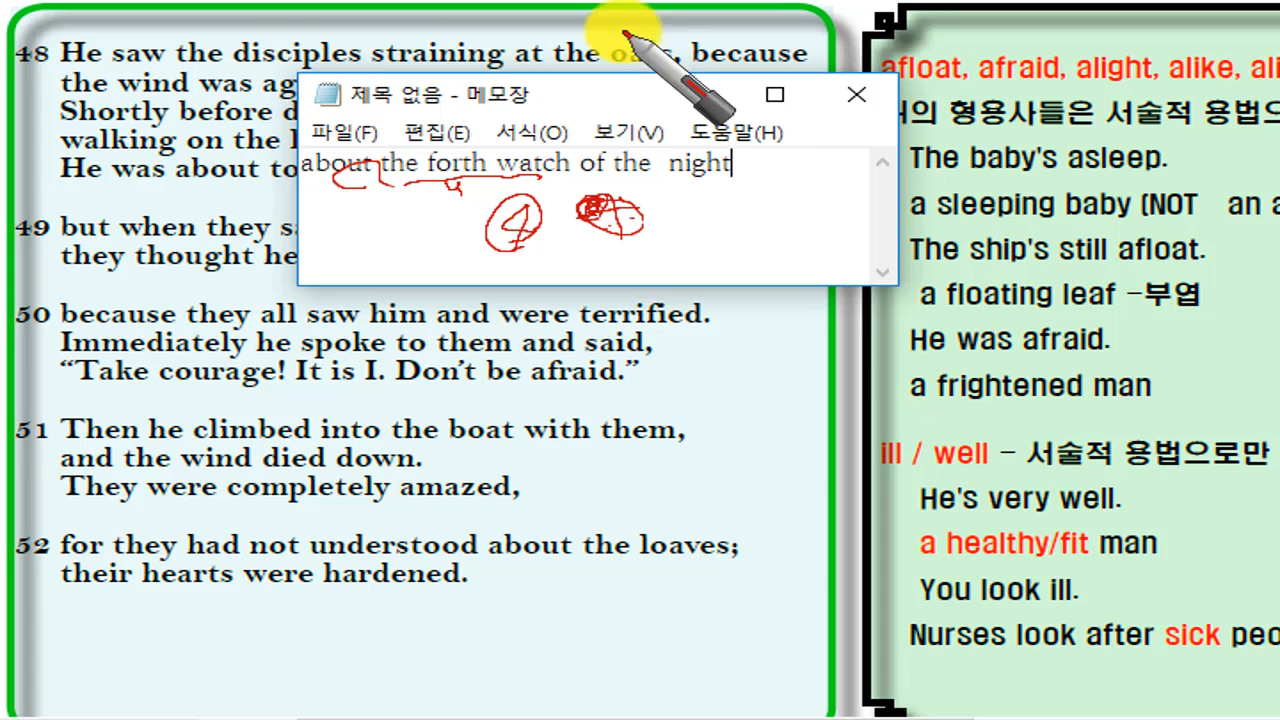 48 He saw the disciples straining at the oars, because
the wind was ag
Shortly before d
walking on the l
He was about to
제목 없음 - 메모장
파일(F) 편집(E) 서식(O) 보기(V) 도움말(H)
about the forth watch of the night
49 but when they sa
they thought he
50 because they all saw him and were terrified.
Immediately he spoke to them and said,
“Take courage! It is I. Don’t be afraid.”
51 Then he climbed into the boat with them,
and the wind died down.
They were completely amazed,
52 for they had not understood about the loaves;
their hearts were hardened.
afloat, afraid, alight, alike, ali
의 형용사들은 서술적 용법으
The baby's asleep.
a sleeping baby (NOT an a
The ship's still afloat.
a floating leaf -부엽
He was afraid.
a frightened man
ill / well - 서술적 용법으로만
He's very well.
a healthy/fit man
You look ill.
Nurses look after sick peo